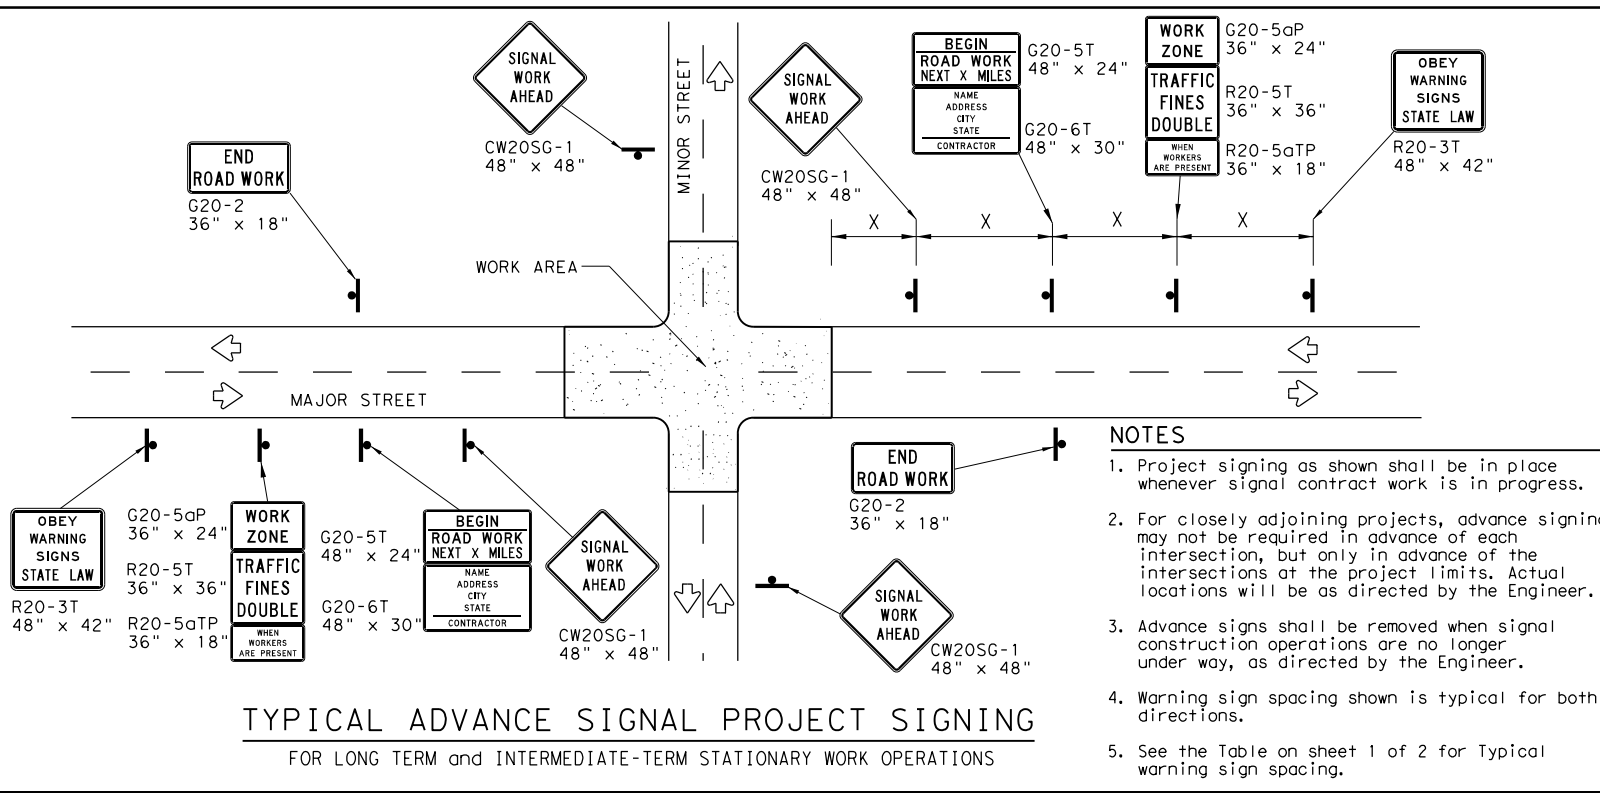 SIGNAL
WORK
AHEAD
CW20SG-1
48" x 48"
END
ROAD WORK
G20-2
36" x 18"
MINOR STREET
SIGNAL
WORK
AHEAD
CW20SG-1
48" x 48"
BEGIN
ROAD WORK
NEXT X MILES
NAME
ADDRESS
CITY
STATE
CONTRACTOR
G20-5T
48" x 24"
G20-6T
48" x 30"
WORK
ZONE
TRAFFIC
FINES
DOUBLE
WHEN
WORKERS
ARE PRESENT
G20-5aP
36" x 24"
R20-5T
36" x 36"
R20-5aTP
36" x 18"
OBEY
WARNING
SIGNS
STATE LAW
R20-3T
48" x 42"
X
X
X
X
WORK AREA
MAJOR STREET
OBEY
WARNING
SIGNS
STATE LAW
R20-3T
48" x 42"
G20-5aP
36" x 24"
R20-5T
36" x 36"
R20-5aTP
36" x 18"
WORK
ZONE
TRAFFIC
FINES
DOUBLE
WHEN
WORKERS
ARE PRESENT
G20-5T
48" x 24"
G20-6T
48" x 30"
BEGIN
ROAD WORK
NEXT X MILES
NAME
ADDRESS
CITY
STATE
CONTRACTOR
SIGNAL
WORK
AHEAD
CW20SG-1
48" x 48"
END
ROAD WORK
G20-2
36" x 18"
SIGNAL
WORK
AHEAD
CW20SG-1
48" x 48"
NOTES
1. Project signing as shown shall be in place
whenever signal contract work is in progress.
2. For closely adjoining projects, advance signing
may not be required in advance of each
intersection, but only in advance of the
intersections at the project limits. Actual
locations will be as directed by the Engineer.
3. Advance signs shall be removed when signal
construction operations are no longer
under way, as directed by the Engineer.
4. Warning sign spacing shown is typical for both
directions.
5. See the Table on sheet 1 of 2 for Typical
warning sign spacing.
TYPICAL ADVANCE SIGNAL PROJECT SIGNING
FOR LONG TERM and INTERMEDIATE-TERM STATIONARY WORK OPERATIONS